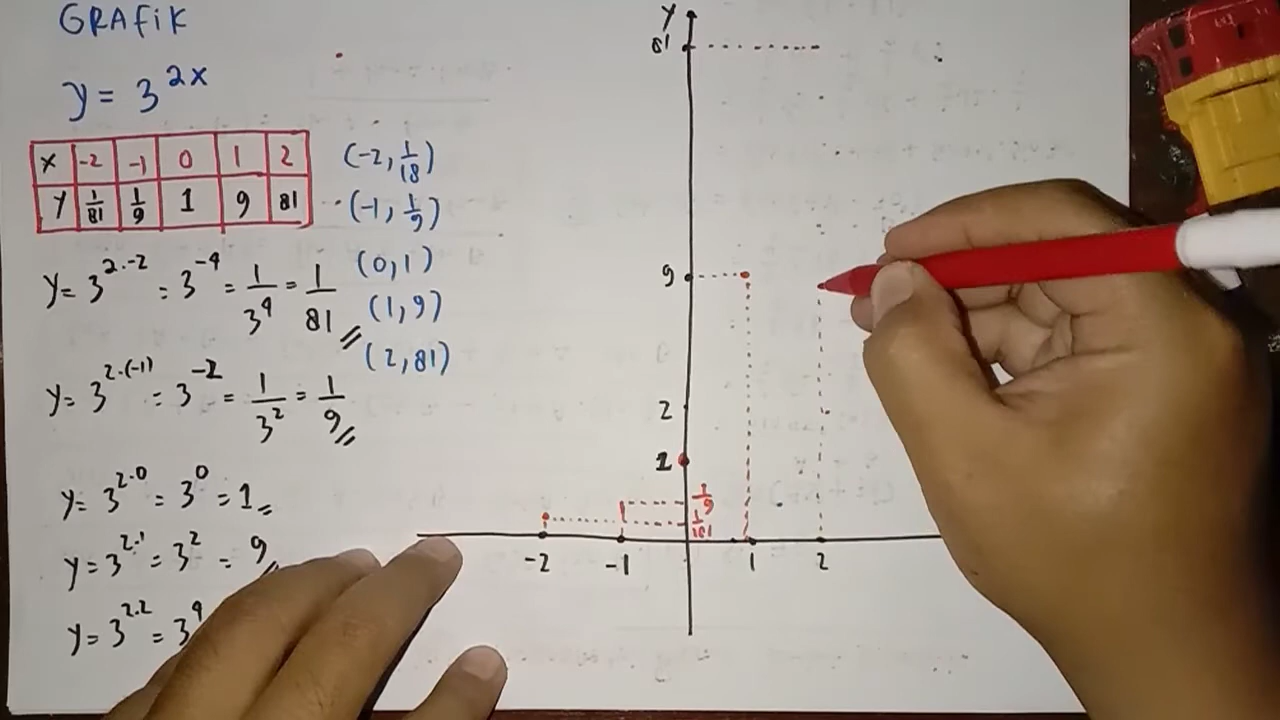 GRAFIK
y = 3^{2x}
x -2 -1 0 1 2
y 1/81 1/9 1 9 81
(-2, 1/18)
(-1, 1/9)
(0,1)
(1,9)
(2,81)
y = 3^{2.-2} = 3^{-4} = 1/3^4 = 1/81
y = 3^{2.(-1)} = 3^{-2} = 1/3^2 = 1/9
y = 3^{2.0} = 3^0 = 1
y = 3^{2.1} = 3^2 = 9
y = 3^{2.2} = 3^4
y
81
9
2
1
1/9
1/81
-2 -1 1 2